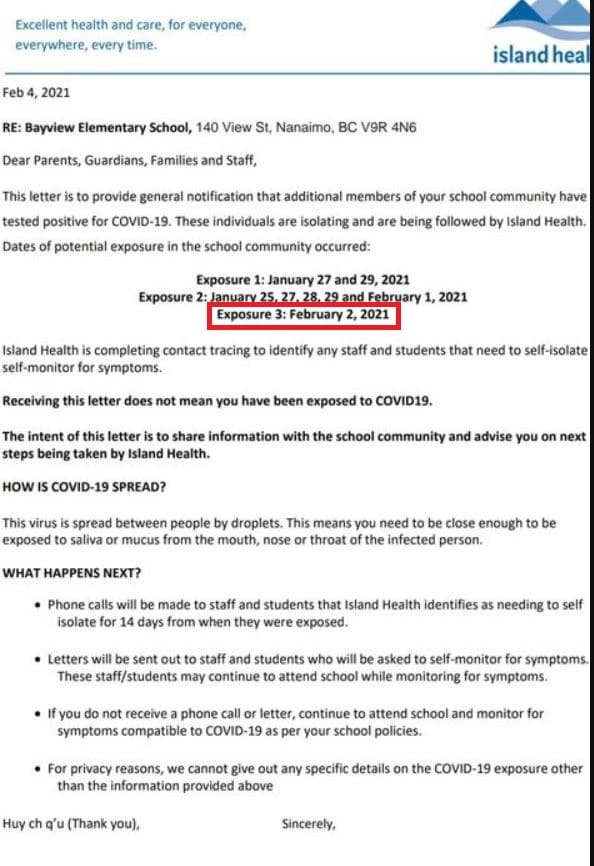 Excellent health and care, for everyone,
everywhere, every time.
island heal
Feb 4, 2021
RE: Bayview Elementary School, 140 View St, Nanaimo, BC V9R 4N6
Dear Parents, Guardians, Families and Staff,
This letter is to provide general notification that additional members of your school community have
tested positive for COVID-19. These individuals are isolating and are being followed by Island Health.
Dates of potential exposure in the school community occurred:
Exposure 1: January 27 and 29, 2021
Exposure 2: January 25, 27, 28, 29 and February 1, 2021
Exposure 3: February 2, 2021
Island Health is completing contact tracing to identify any staff and students that need to self-isolate
self-monitor for symptoms.
Receiving this letter does not mean you have been exposed to COVID19.
The intent of this letter is to share information with the school community and advise you on next
steps being taken by Island Health.
HOW IS COVID-19 SPREAD?
This virus is spread between people by droplets. This means you need to be close enough to be
exposed to saliva or mucus from the mouth, nose or throat of the infected person.
WHAT HAPPENS NEXT?
• Phone calls will be made to staff and students that Island Health identifies as needing to self
isolate for 14 days from when they were exposed.
• Letters will be sent out to staff and students who will be asked to self-monitor for symptoms.
These staff/students may continue to attend school while monitoring for symptoms.
• If you do not receive a phone call or letter, continue to attend school and monitor for
symptoms compatible to COVID-19 as per your school policies.
• For privacy reasons, we cannot give out any specific details on the COVID-19 exposure other
than the information provided above
Huy ch q'u (Thank you), Sincerely,